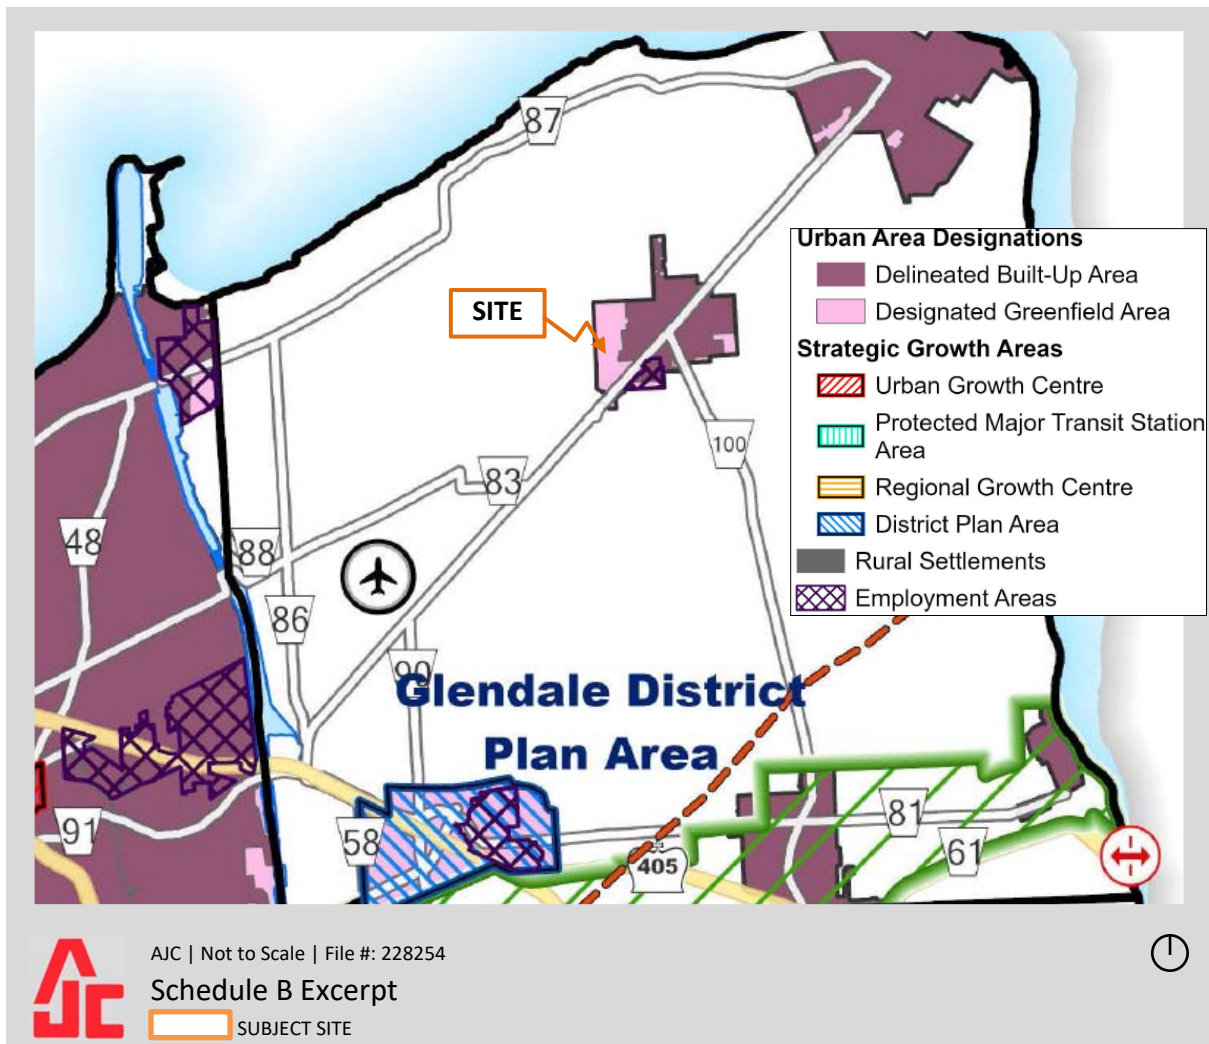 87
Urban Area Designations
Delineated Built-Up Area
Designated Greenfield Area
Strategic Growth Areas
Urban Growth Centre
Protected Major Transit Station
Area
Regional Growth Centre
District Plan Area
Rural Settlements
Employment Areas
SITE
100
83
48
88
86
90
Glendale District
Plan Area
91
58
81
61
405
AJC
AJC | Not to Scale | File #: 228254
Schedule B Excerpt
SUBJECT SITE